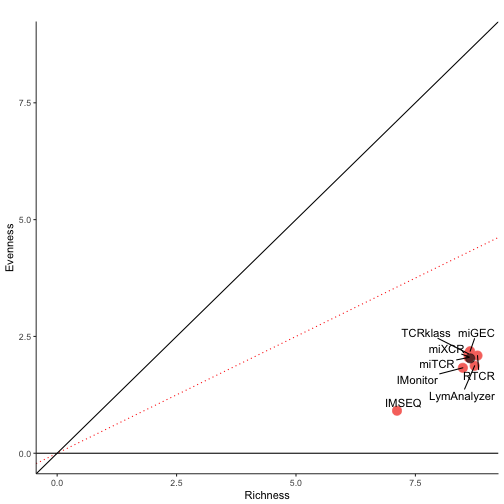 7.5
5.0
2.5
0.0
Evenness
TCRklass miGEC
miXCR
miTCR
RTCR
IMonitor
LymAnalyzer
IMSEQ
0.0 2.5 5.0 7.5
Richness